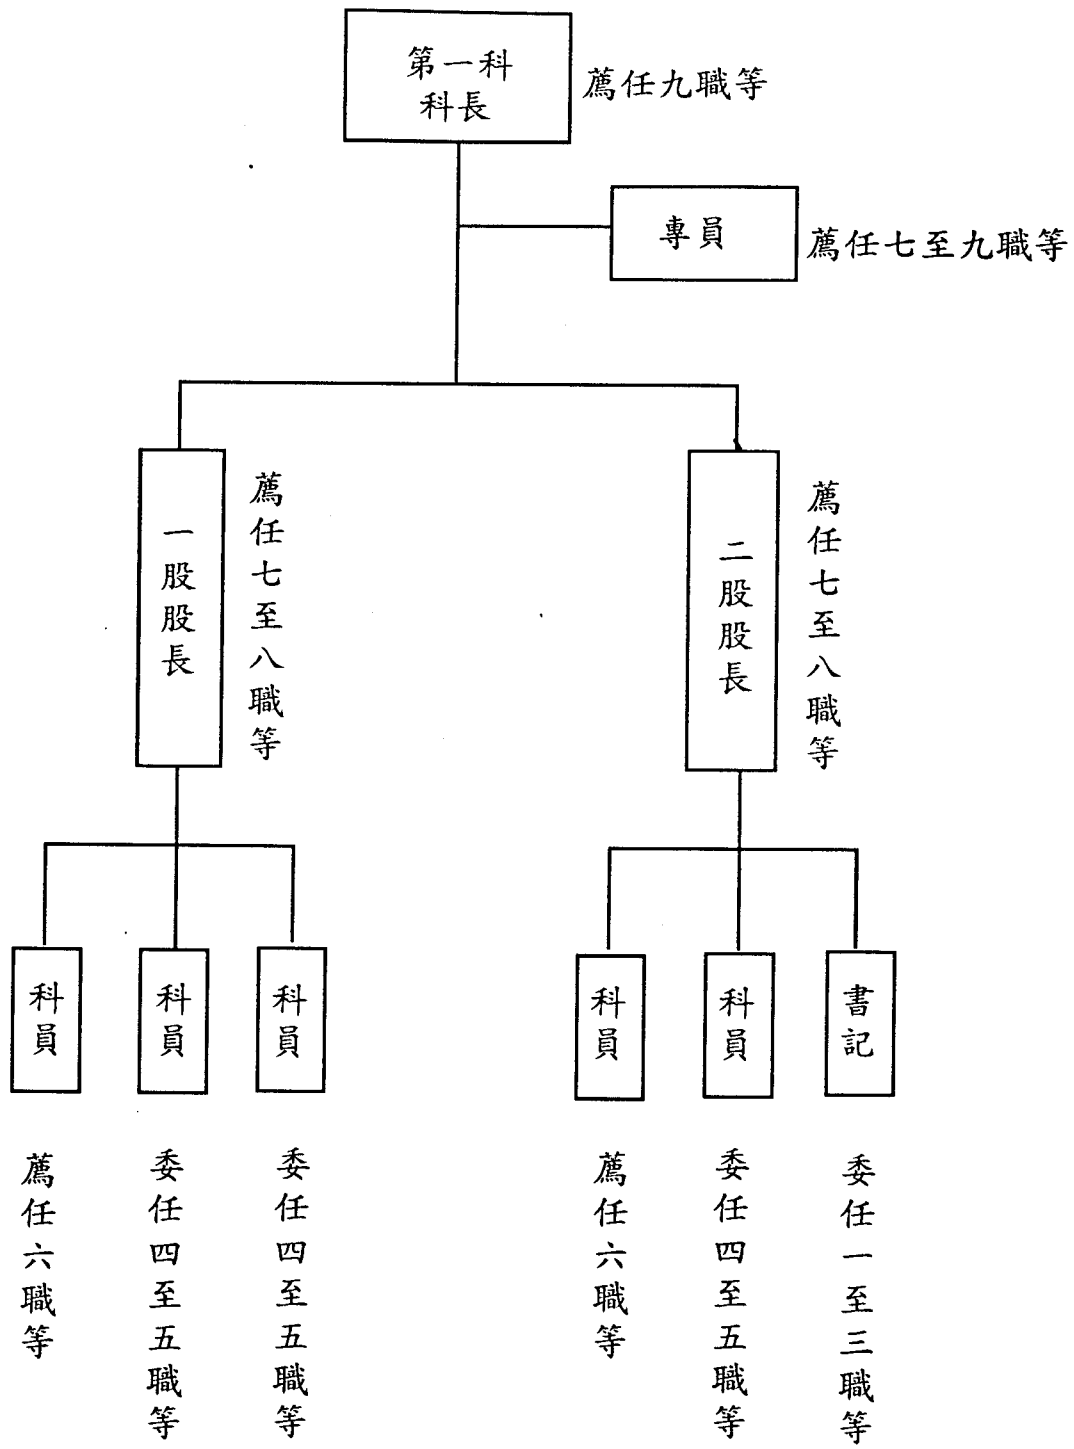 第一科
科長
薦任九職等
專員
薦任七至九職等
一股股長
薦任七至八職等
二股股長
薦任七至八職等
科員
科員
科員
科員
科員
書記
薦任六職等
委任四至五職等
委任四至五職等
薦任六職等
委任四至五職等
委任一至三職等